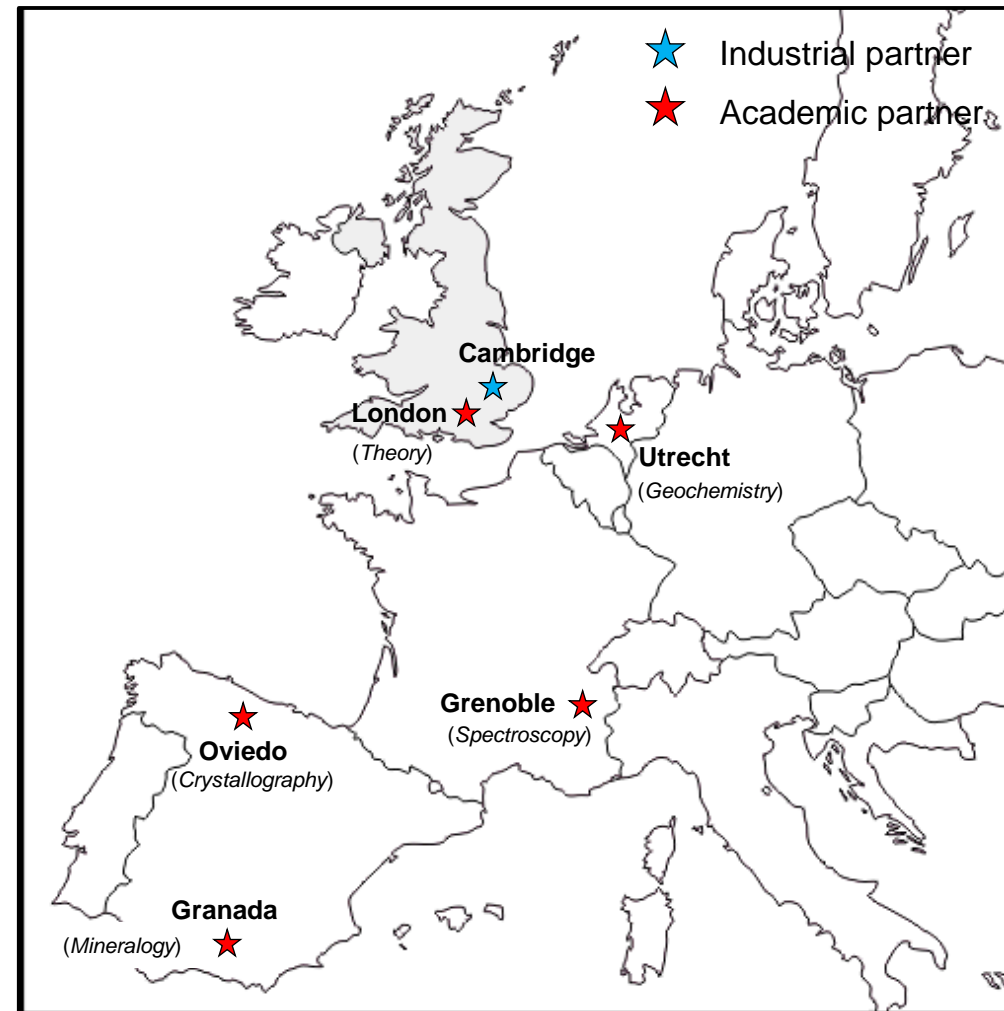 Industrial partner
Academic partner
Cambridge
London
(Theory)
Utrecht
(Geochemistry)
Grenoble
(Spectroscopy)
Oviedo
(Crystallography)
Granada
(Mineralogy)